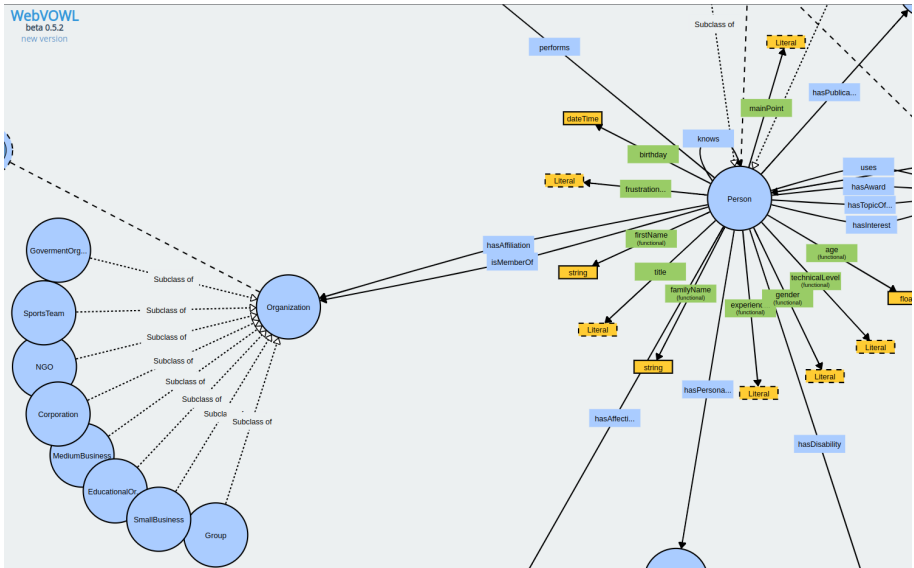 WebVOWL
beta 0.5.2
new version
Subclass of
Literal
performs
hasPublica...
mainPoint
dateTime
knows
birthday
uses
Literal
frustration...
Person
hasAward
hasTopicOf...
hasInterest
firstName
(functional)
hasAffiliation
isMemberOf
age
(functional)
GovermentOrg...
Subclass of
string
title
technicalLevel
(functional)
familyName
(functional)
gender
(functional)
(functional)
SportsTeam
Subclass of
Organization
Literal
Literal
Subclass of
NGO
Subclass of
string
Literal
Literal
Subclass of
hasPersona...
Corporation
Subclass of
Subclass of
hasAffecti...
hasDisability
MediumBusiness
EducationalOr...
SmallBusiness
Group